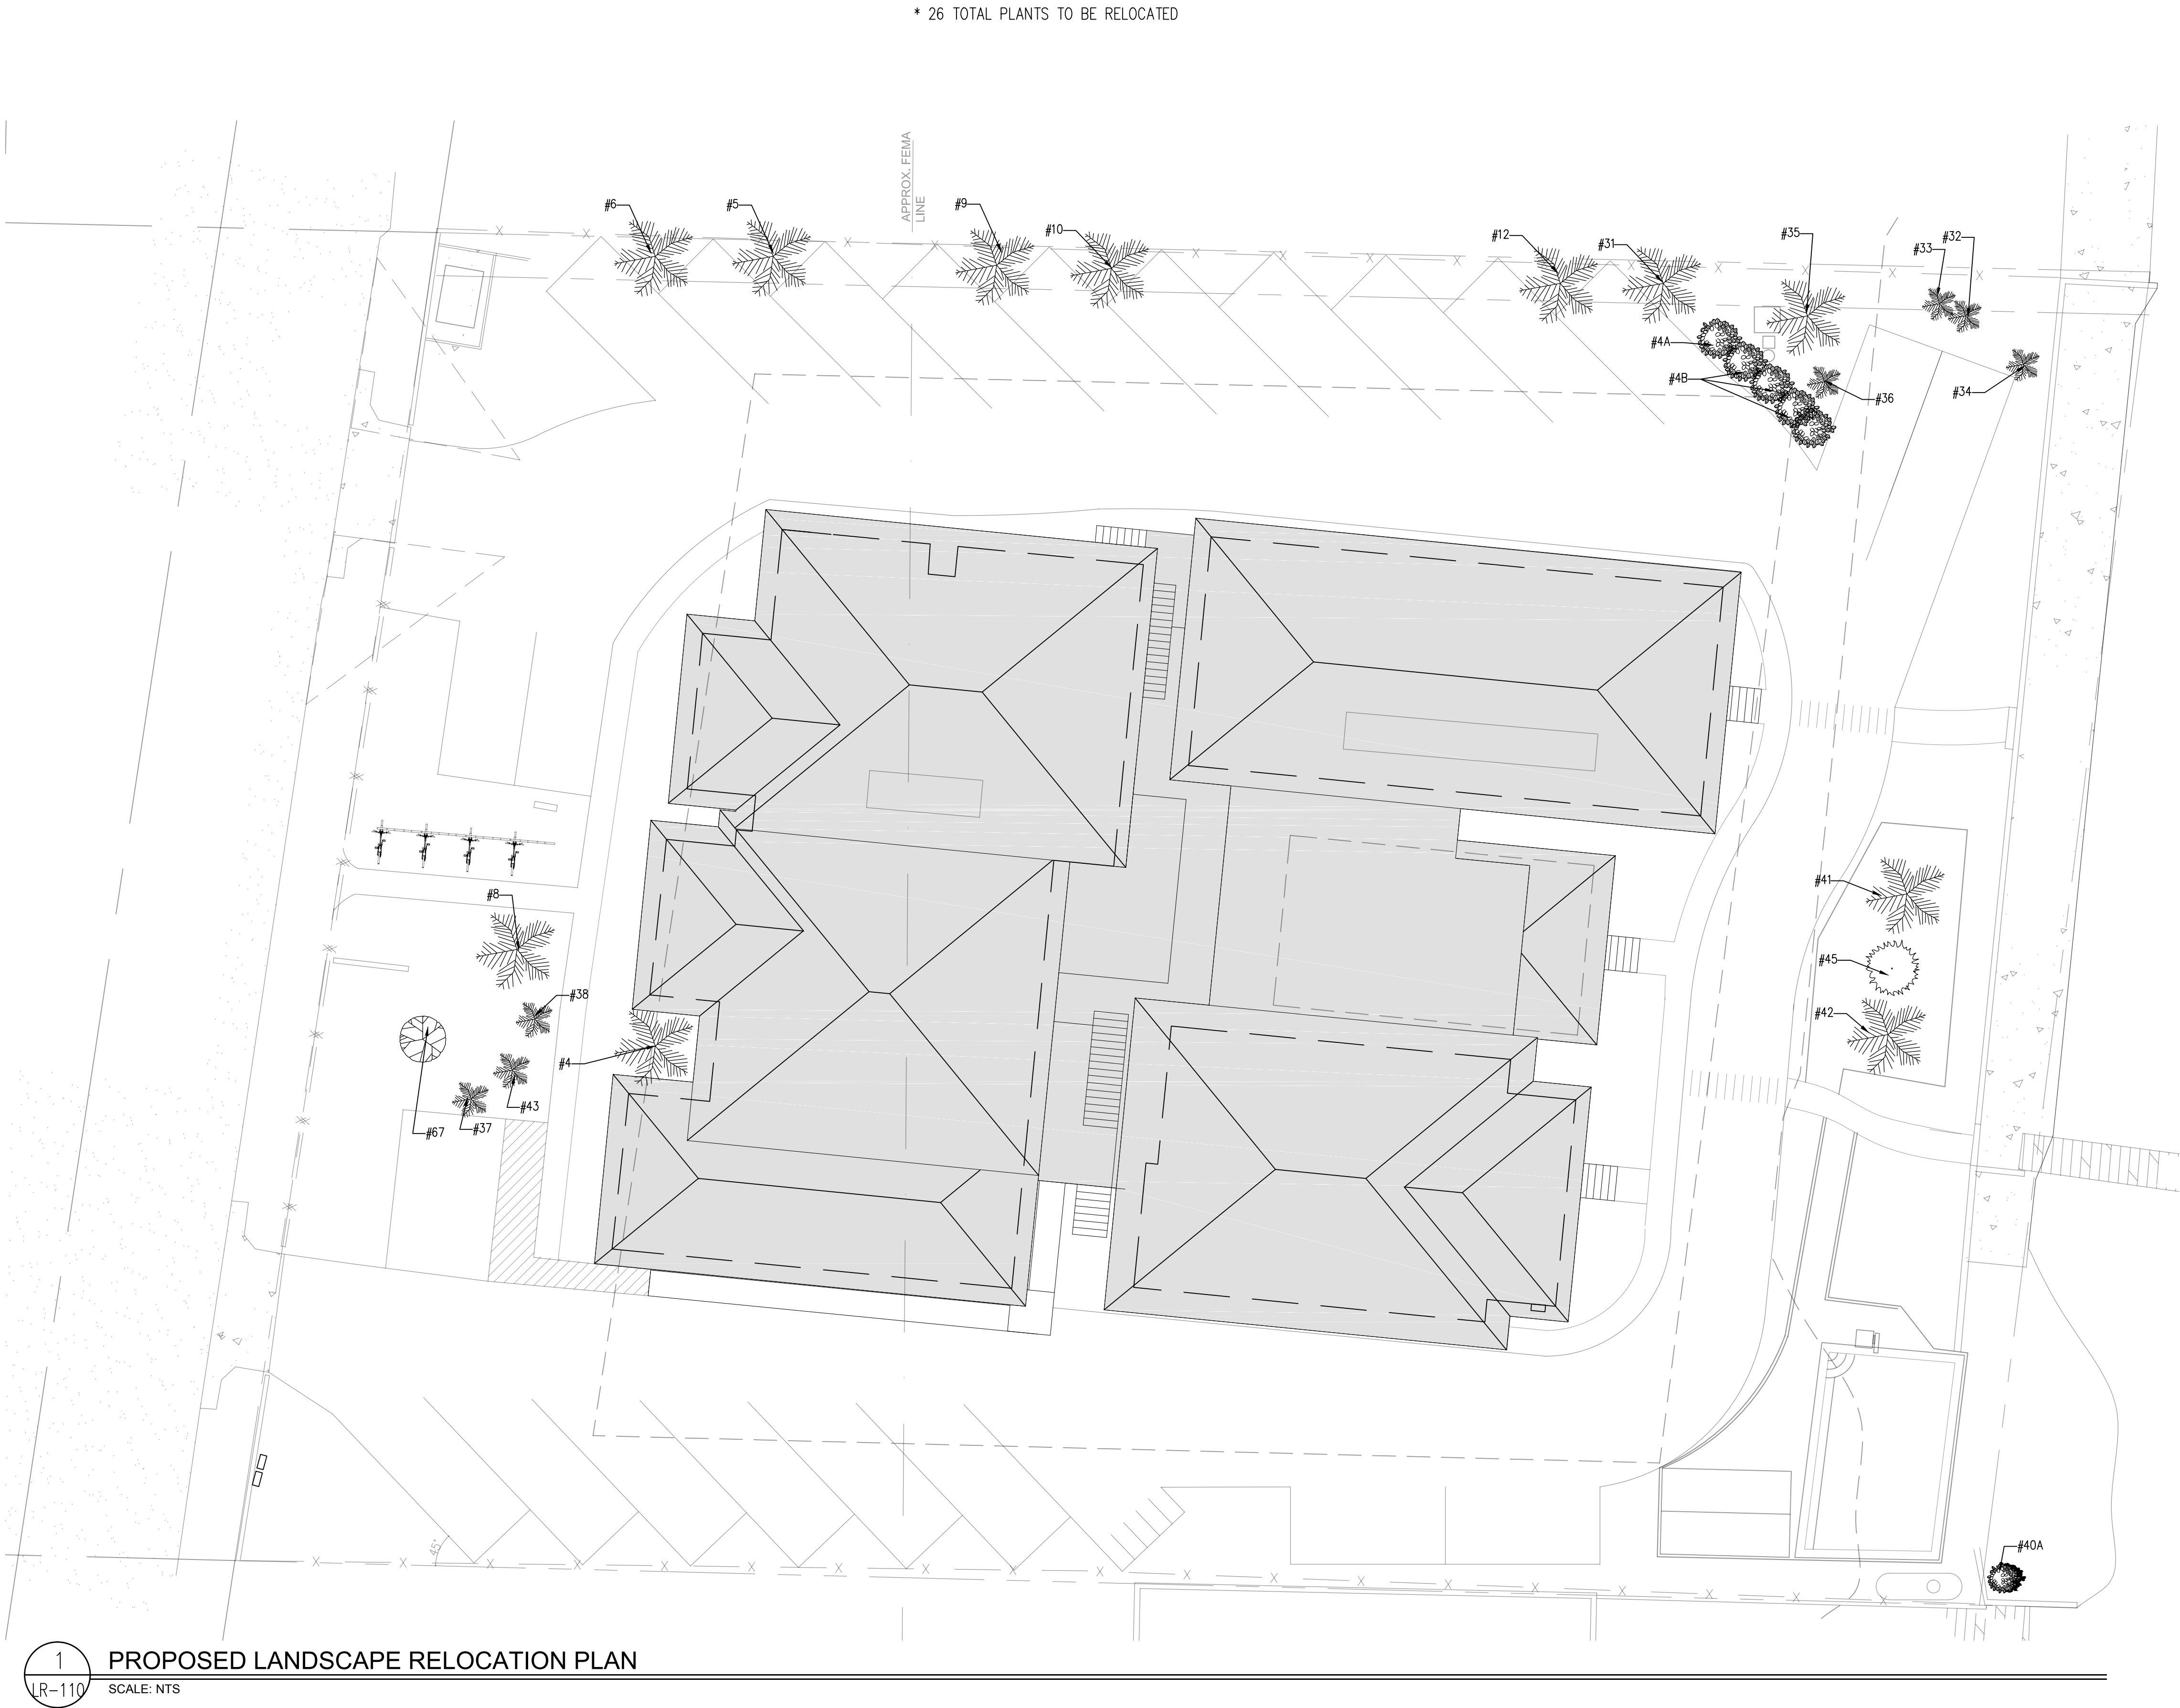 * 26 TOTAL PLANTS TO BE RELOCATED
APPROX. FEMA
LINE
#6
#5
#9
#10
#12
#31
#35
#33
#32
#4A
#4B
#36
#34
#8
#38
#4
#43
#37
#67
#41
#45
#42
45°
#40A
1
LR-110
PROPOSED LANDSCAPE RELOCATION PLAN
SCALE: NTS